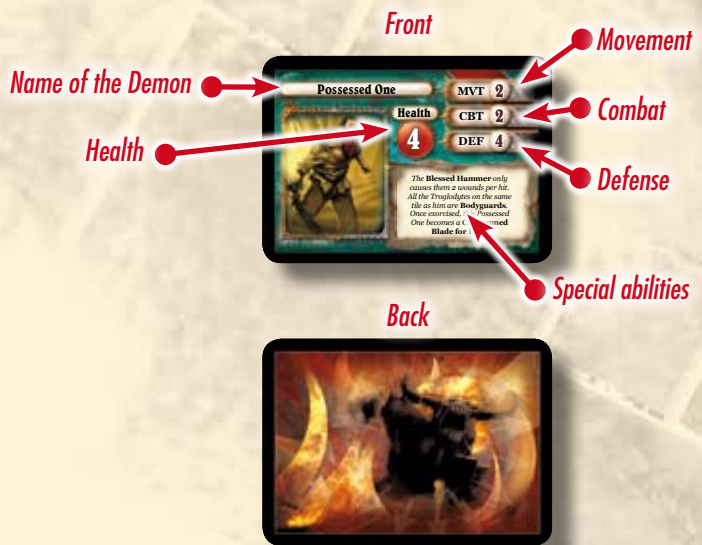 Front
Name of the Demon
Movement
Possessed One
MVT 2
Health
4
CBT 2
Combat
DEF 4
Health
Defense
The Blessed Hammer only
causes them 2 wounds per hit.
All the Troglodytes on the same
tile as him are Bodyguards.
Once exorcised, Possessed
One becomes a
Blade for
Special abilities
Back